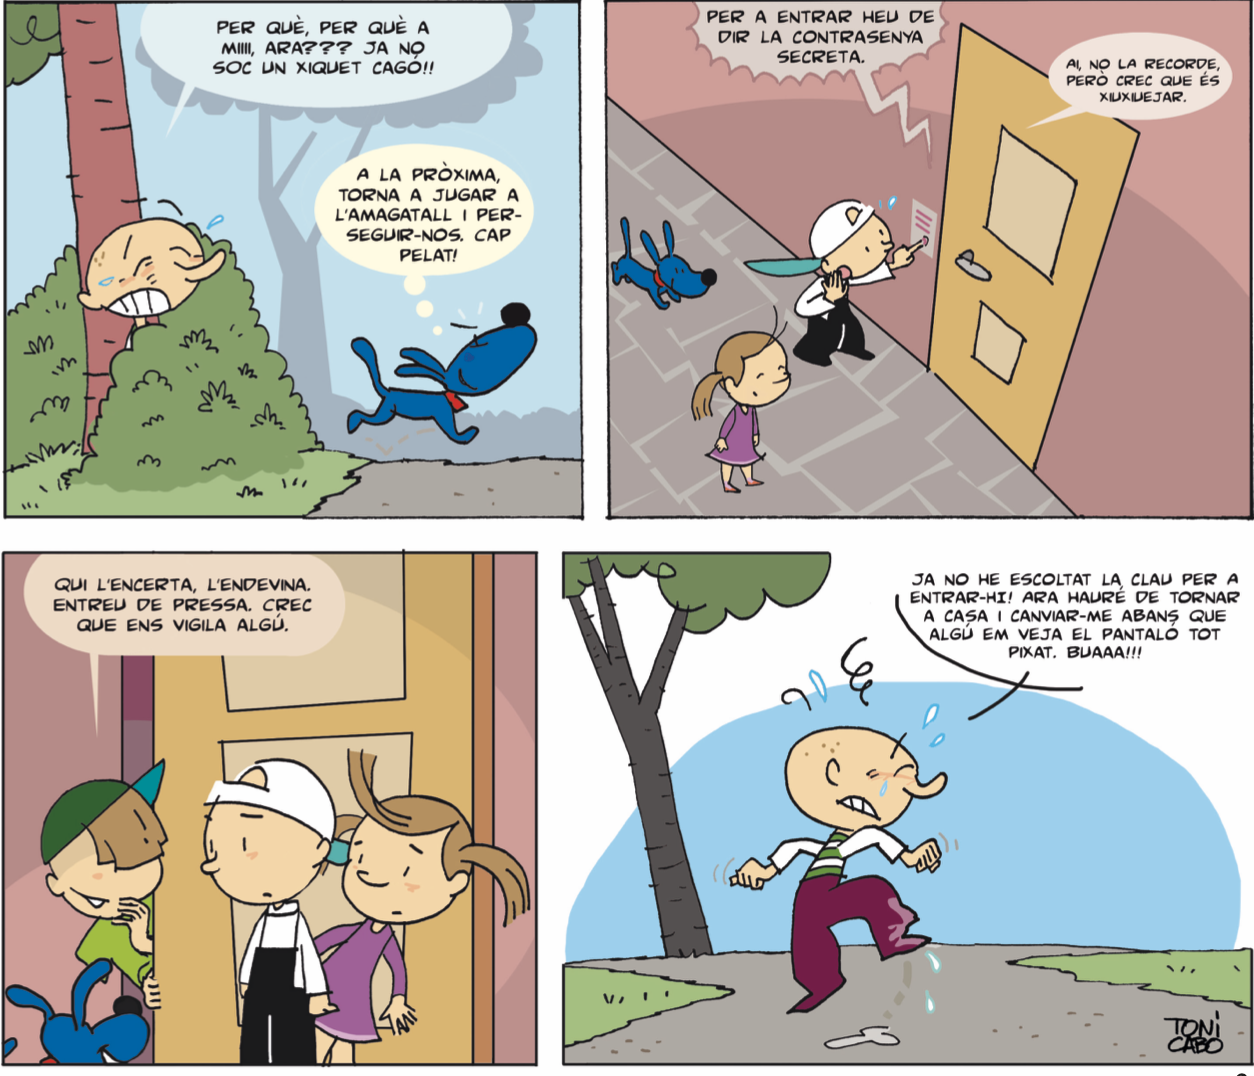 PER QUÈ, PER QUÈ A
MIIII, ARA??? JA NO
SOC UN XIQUET CAGÓ!!
A LA PRÒXIMA,
TORNA A JUGAR A
L'AMAGATALL I PER-
SEGUIR-NOS. CAP
PELAT!
PER A ENTRAR HEU DE
DIR LA CONTRASENYA
SECRETA.
AI, NO LA RECORDE,
PERÒ CREC QUE ÉS
XIUXIUEJAR.
QUI L'ENCERTA, L'ENDEVINA.
ENTREU DE PRESSA. CREC
QUE ENS VIGILA ALGÚ.
JA NO HE ESCOLTAT LA CLAU PER A
ENTRAR-HI! ARA HAURÉ DE TORNAR
A CASA I CANVIAR-ME ABANS QUE
ALGÚ EM VEJA EL PANTALÓ TOT
PIXAT. BUAAA!!!
TONI
CABO